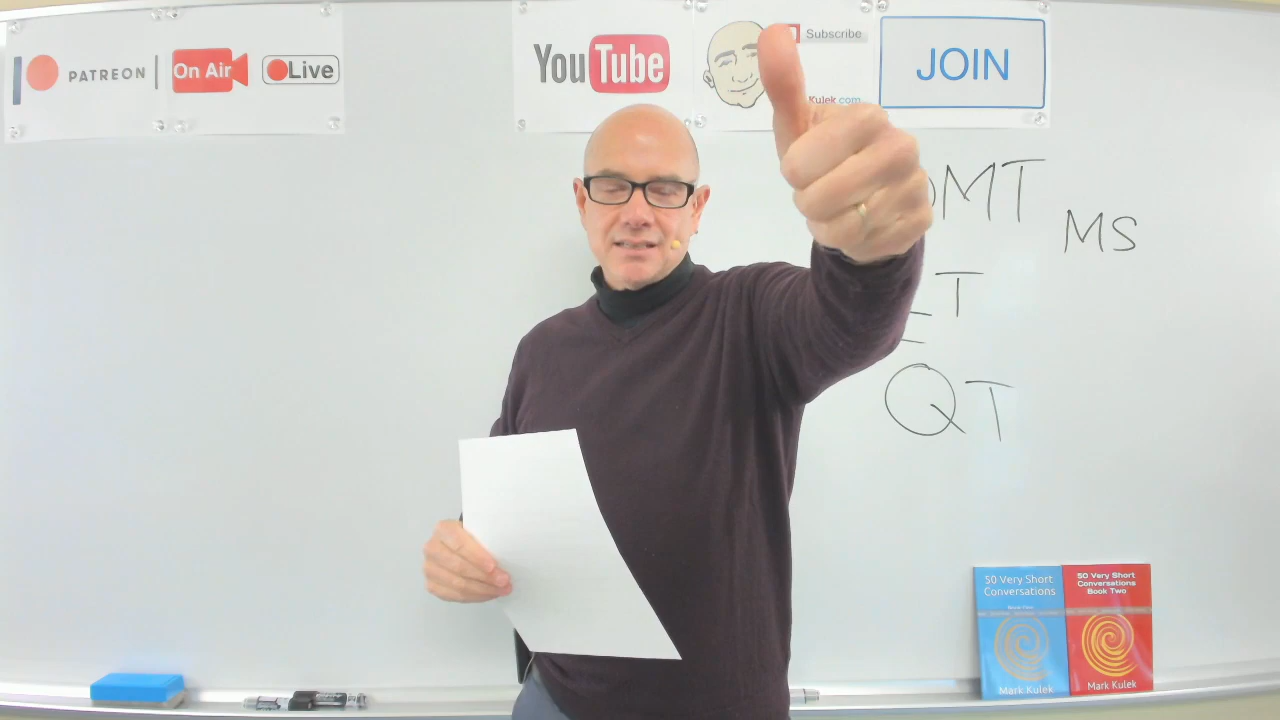 PATREON
On Air
Live
YouTube
Subscribe
Kulek.com
JOIN
MT
MS
T
QT
50 Very Short
Conversations
Mark Kulek
50 Very Short
Conversations
Book Two
Mark Kulek